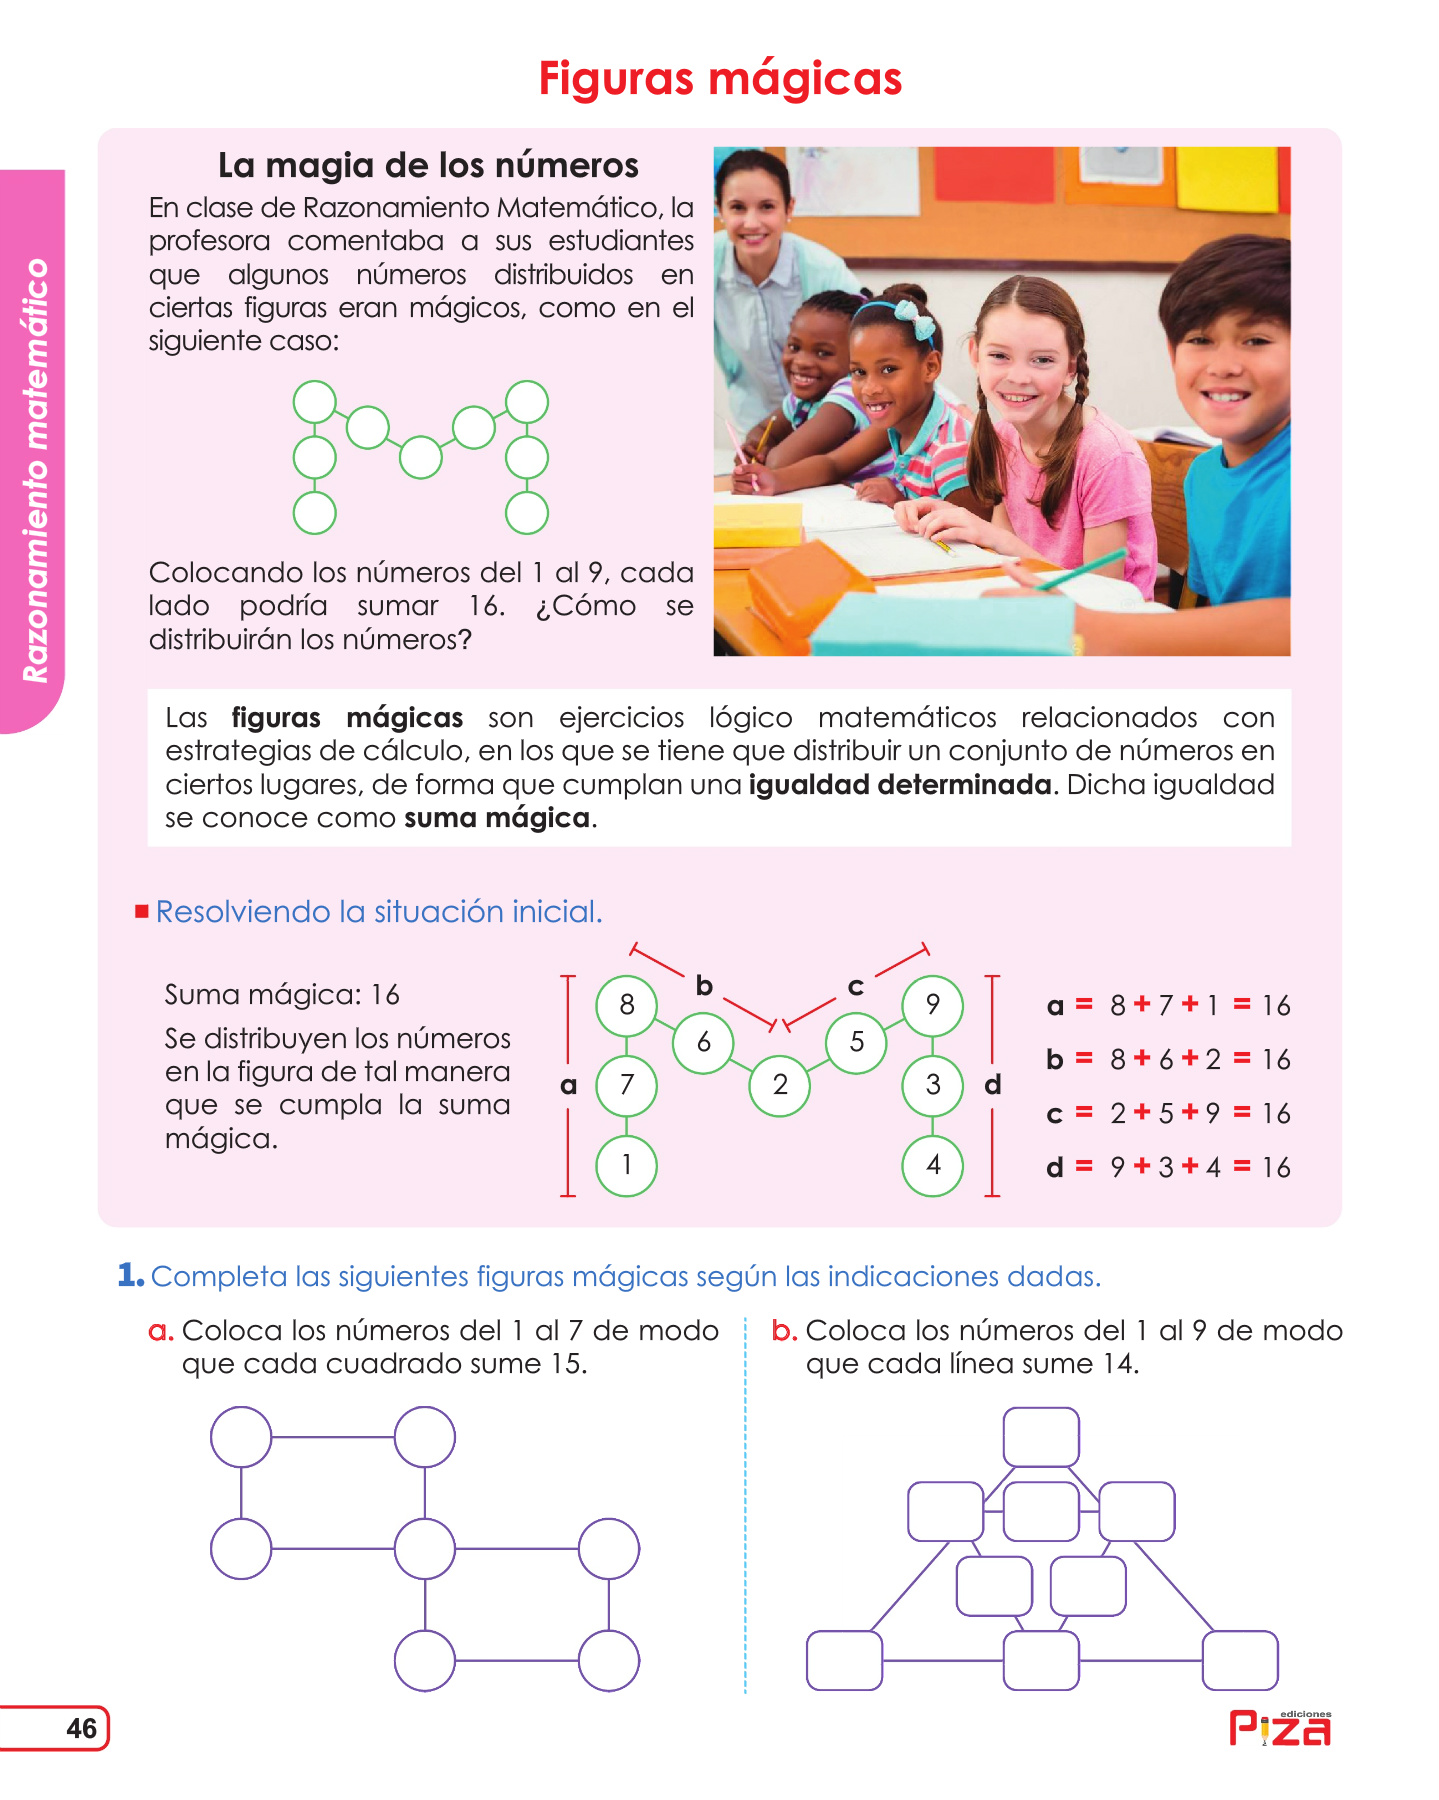 Figuras mágicas
Razonamiento matemático
La magia de los números
En clase de Razonamiento Matemático, la
profesora comentaba a sus estudiantes
que algunos números distribuidos en
ciertas figuras eran mágicos, como en el
siguiente caso:
Colocando los números del 1 al 9, cada
lado podría sumar 16. ¿Cómo se
distribuirán los números?
Las figuras mágicas son ejercicios lógico matemáticos relacionados con
estrategias de cálculo, en los que se tiene que distribuir un conjunto de números en
ciertos lugares, de forma que cumplan una igualdad determinada. Dicha igualdad
se conoce como suma mágica.
Resolviendo la situación inicial.
Suma mágica: 16
Se distribuyen los números
en la figura de tal manera
que se cumpla la suma
mágica.
b c
8 9
6 5
a 7 2 3 d
1 4
a = 8 + 7 + 1 = 16
b = 8 + 6 + 2 = 16
c = 2 + 5 + 9 = 16
d = 9 + 3 + 4 = 16
1. Completa las siguientes figuras mágicas según las indicaciones dadas.
a. Coloca los números del 1 al 7 de modo
que cada cuadrado sume 15.
b. Coloca los números del 1 al 9 de modo
que cada línea sume 14.
46
ediciones
Piza